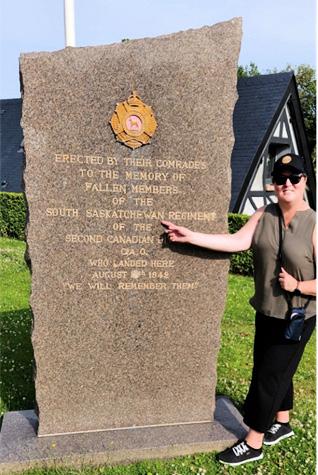 ERECTED BY THEIR COMRADES
TO THE MEMORY OF
FALLEN MEMBERS
OF THE
SOUTH SASKATCHEWAN REGIMENT
OF THE
SECOND CANADIAN
WHO LANDED HERE
AUGUST 1942
"WE WILL REMEMBER THEM"